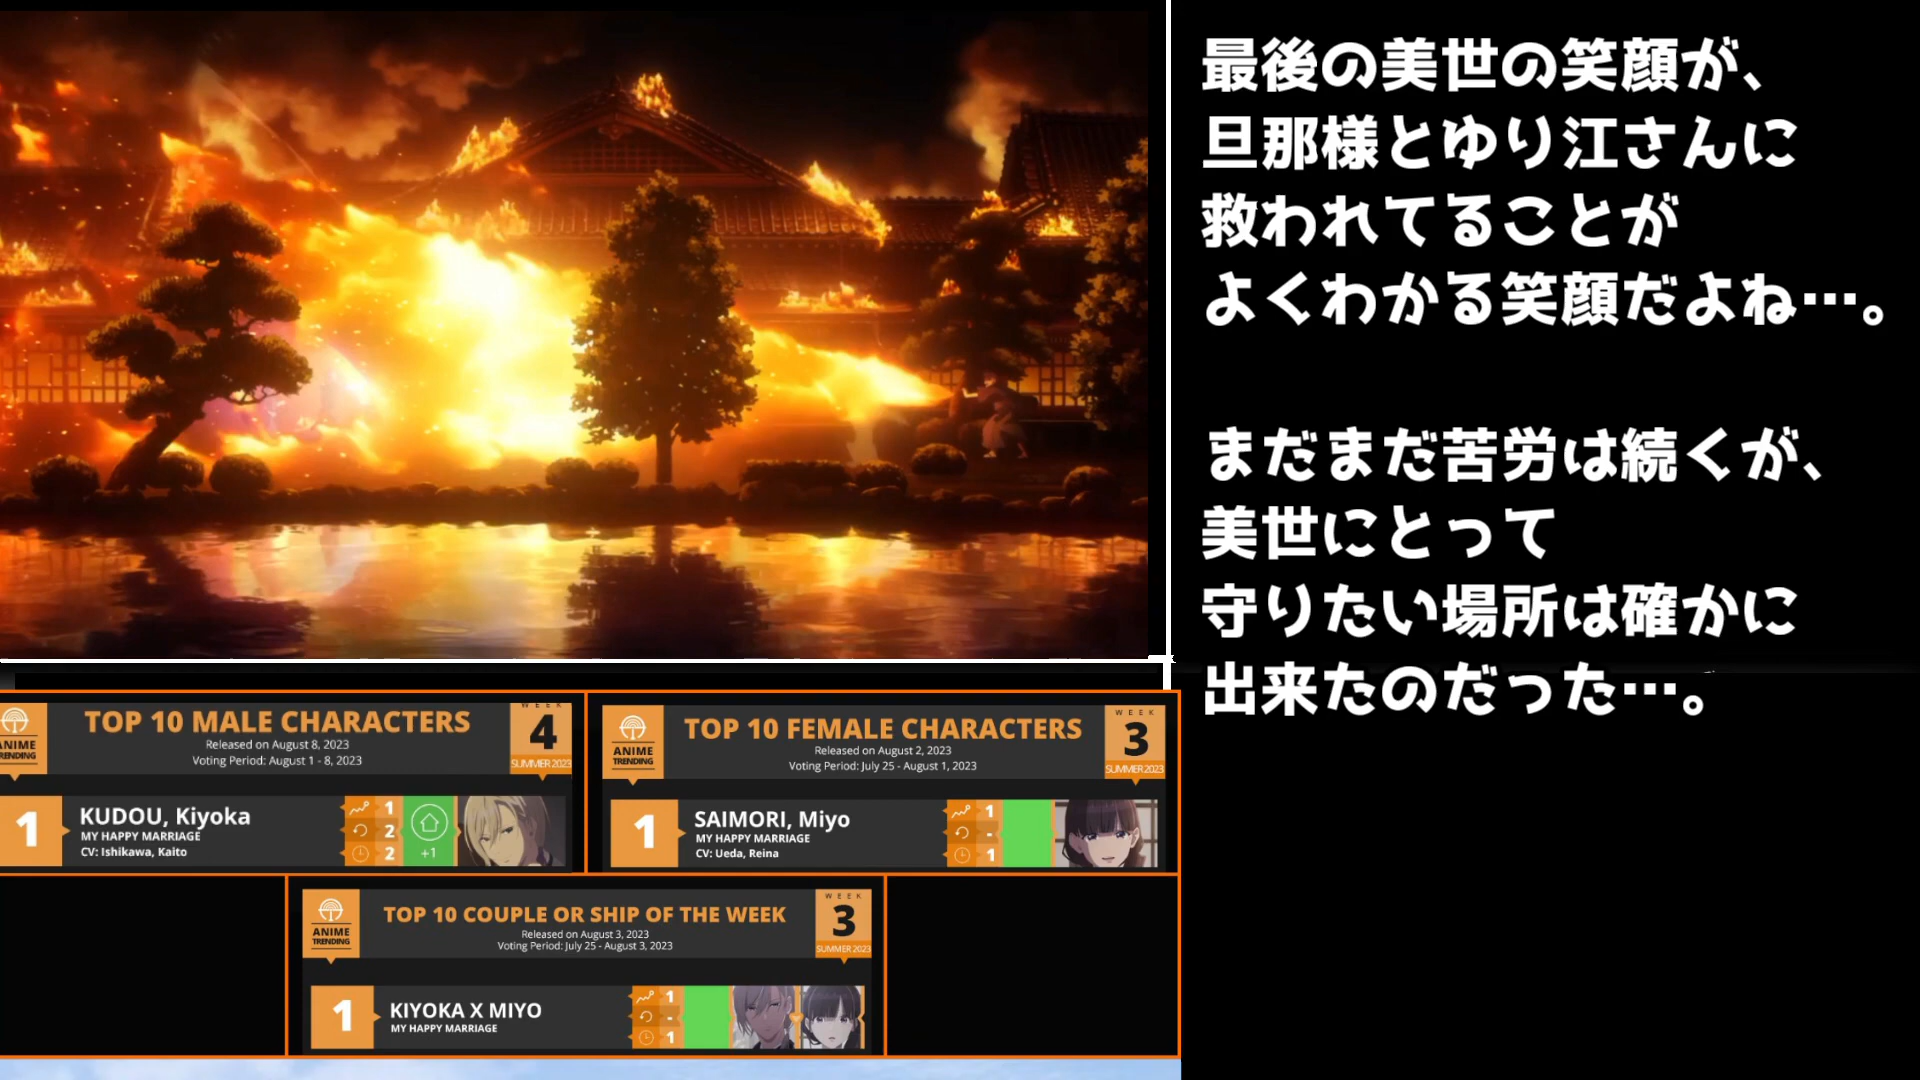 最後の美世の笑顔が、
旦那様とゆり江さんに
救われてることが
よくわかる笑顔だよね…。
まだまだ苦労は続くが、
美世にとって
守りたい場所は確かに
出来たのだった…。
ANIME
TRENDING
TOP 10 MALE CHARACTERS
Released on August 8, 2023
Voting Period: August 1 - 8, 2023
WEEK
4
SUMMER 2023
1
KUDOU, Kiyoka
MY HAPPY MARRIAGE
CV: Ishikawa, Kaito
1
2
2
+1
ANIME
TRENDING
TOP 10 FEMALE CHARACTERS
Released on August 2, 2023
Voting Period: July 25 - August 1, 2023
WEEK
3
SUMMER 2023
1
SAIMORI, Miyo
MY HAPPY MARRIAGE
CV: Ueda, Reina
1
-
1
ANIME
TRENDING
TOP 10 COUPLE OR SHIP OF THE WEEK
Released on August 3, 2023
Voting Period: July 25 - August 3, 2023
WEEK
3
SUMMER 2023
1
KIYOKA X MIYO
MY HAPPY MARRIAGE
1
-
1